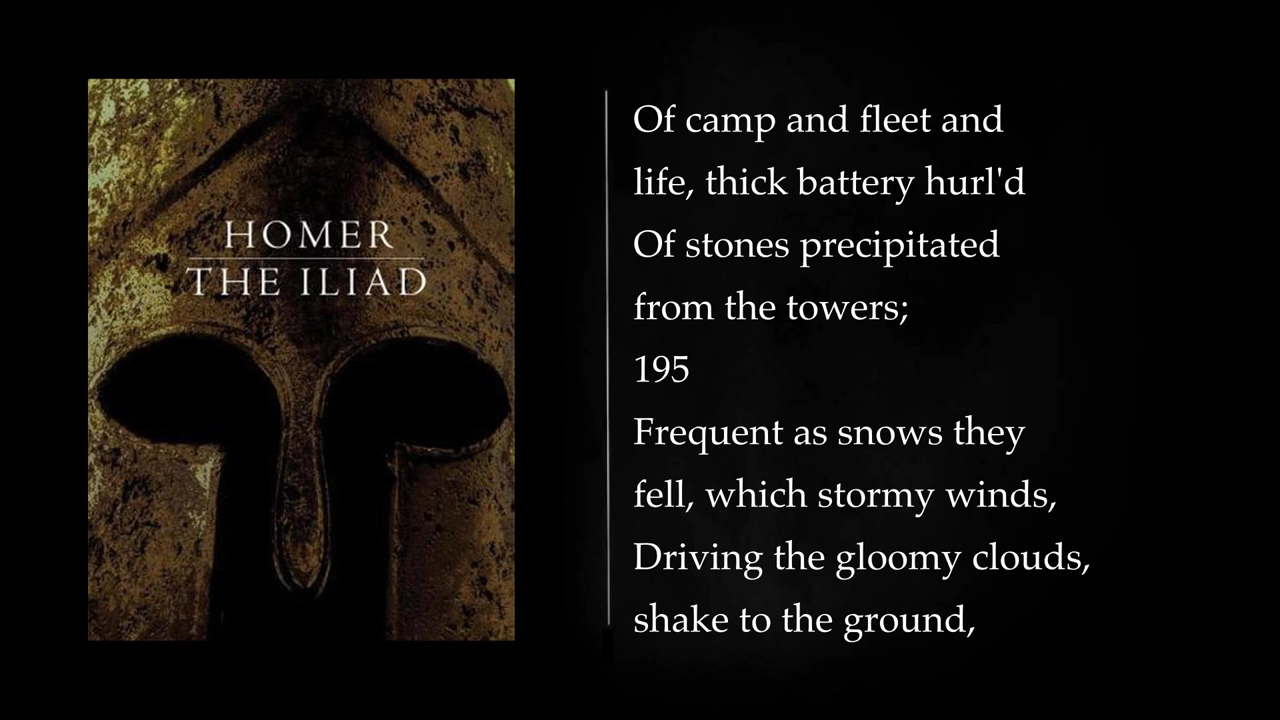 HOMER
THE ILIAD
Of camp and fleet and
life, thick battery hurl'd
Of stones precipitated
from the towers;
195
Frequent as snows they
fell, which stormy winds,
Driving the gloomy clouds,
shake to the ground,